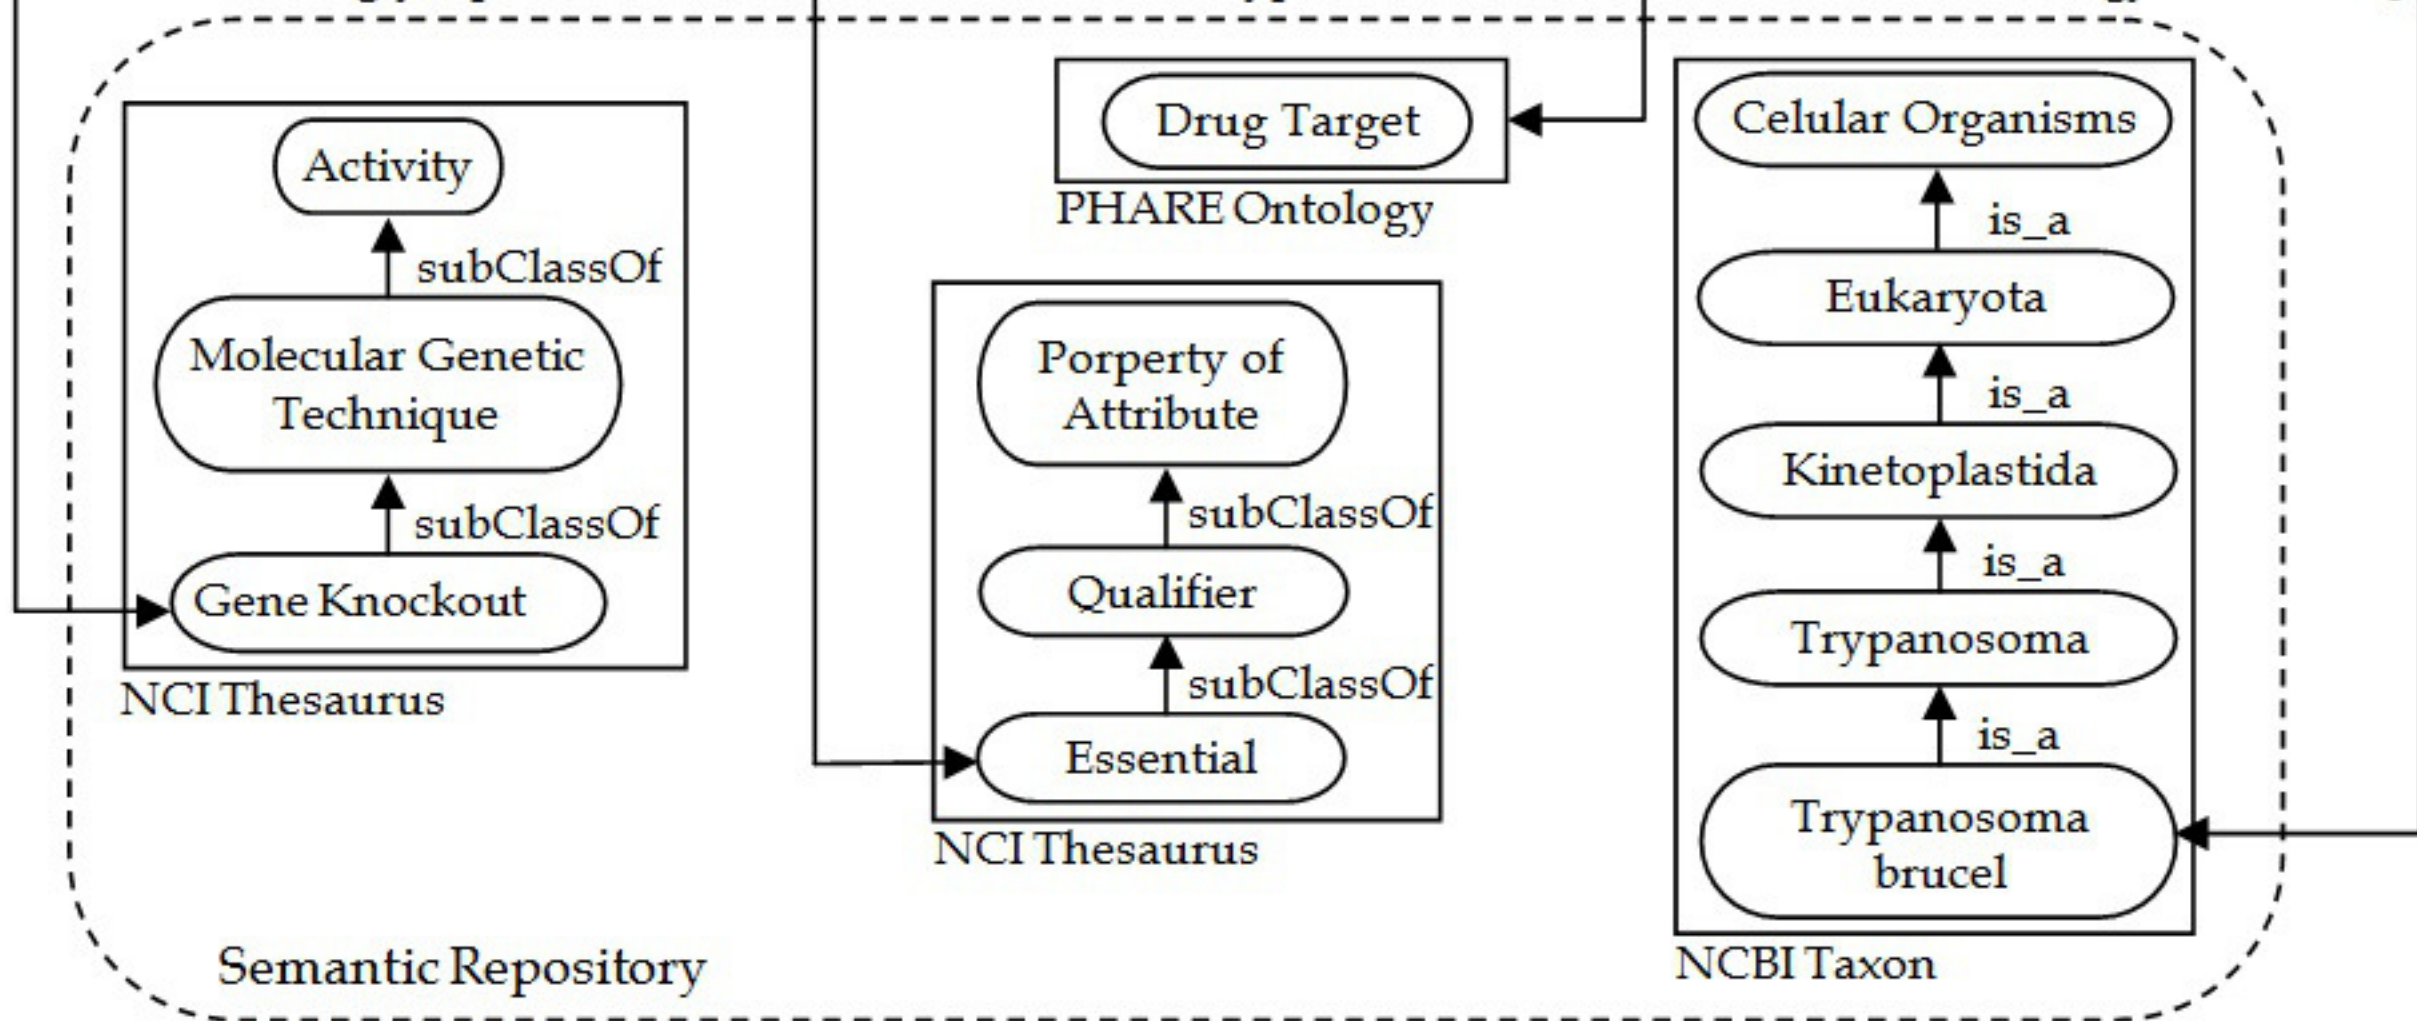 Activity
subClassOf
Molecular Genetic
Technique
subClassOf
Gene Knockout
NCI Thesaurus
Drug Target
PHARE Ontology
Porperty of
Attribute
subClassOf
Qualifier
subClassOf
Essential
NCI Thesaurus
Celular Organisms
is_a
Eukaryota
is_a
Kinetoplastida
is_a
Trypanosoma
is_a
Trypanosoma
brucel
NCBI Taxon
Semantic Repository